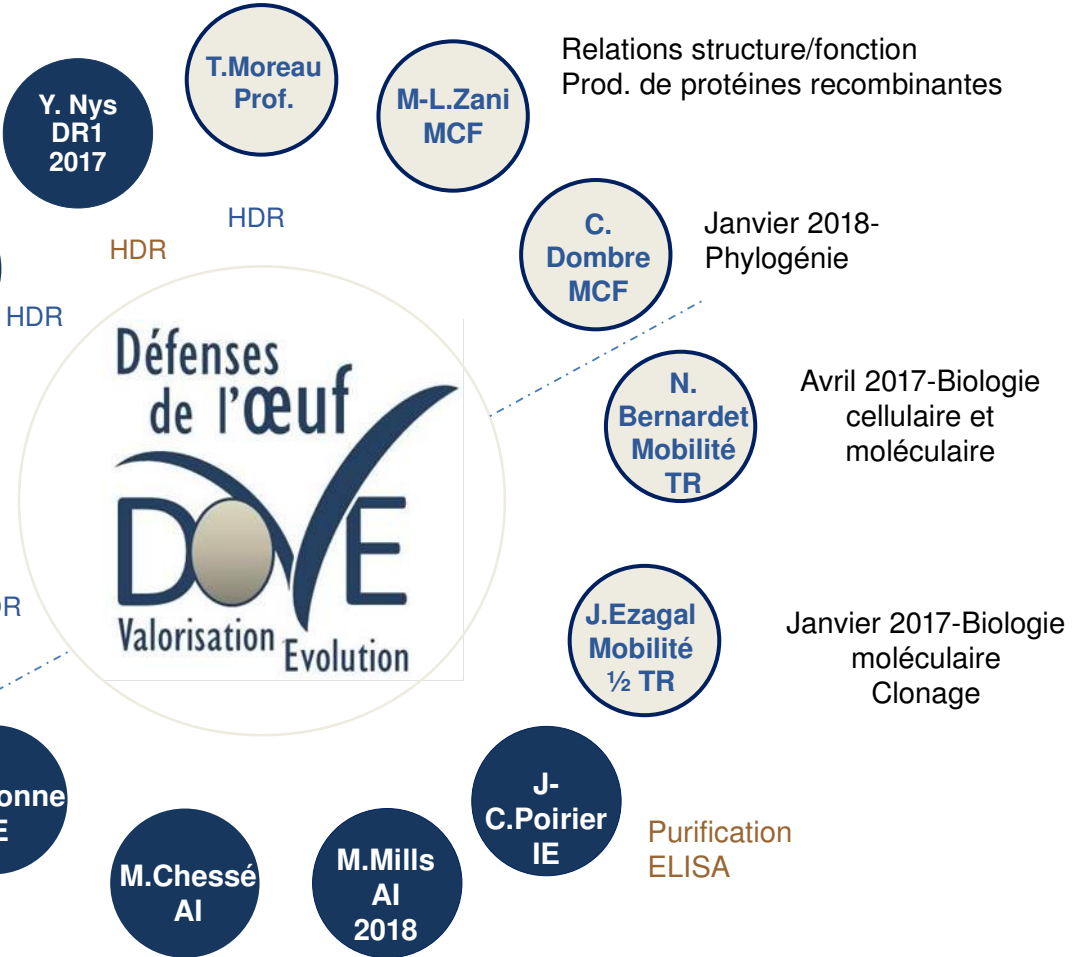 T.Moreau
Prof.
Y. Nys
DR1
2017
M-L.Zani
MCF
Relations structure/fonction
Prod. de protéines recombinantes
HDR
HDR
HDR
C.
Dombre
MCF
Janvier 2018-
Phylogénie
Défenses
de l'œuf
DOVE
Valorisation
Evolution
N.
Bernardet
Mobilité
TR
Avril 2017-Biologie
cellulaire et
moléculaire
J.Ezagal
Mobilité
½ TR
Janvier 2017-Biologie
moléculaire
Clonage
J-
C.Poirier
IE
Purification
ELISA
M.Mills
AI
2018
M.Chessé
AI